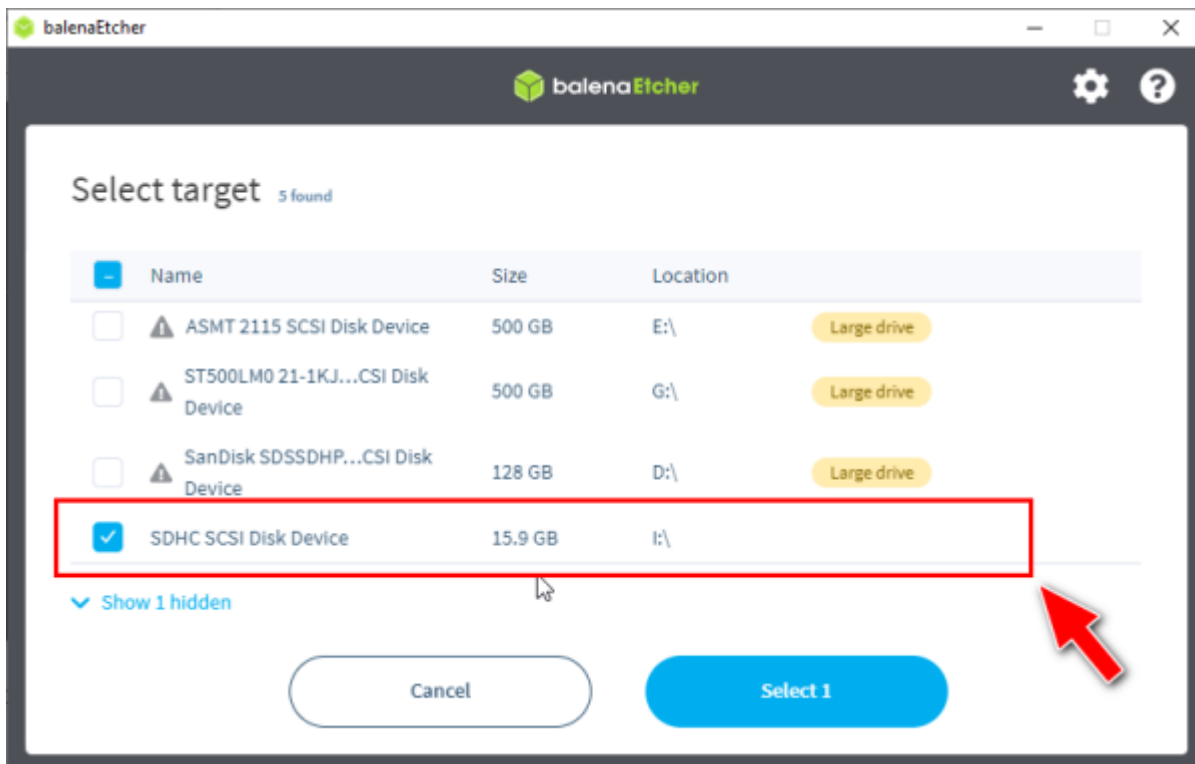 balenaEtcher
balenaEtcher
Select target 5 found
Name Size Location
ASMT 2115 SCSI Disk Device 500 GB E:\ Large drive
ST500LM0 21-1KJ...CSI Disk
Device 500 GB G:\ Large drive
SanDisk SDSSDHP...CSI Disk
Device 128 GB D:\ Large drive
SDHC SCSI Disk Device 15.9 GB I:\
Show 1 hidden
Cancel Select 1